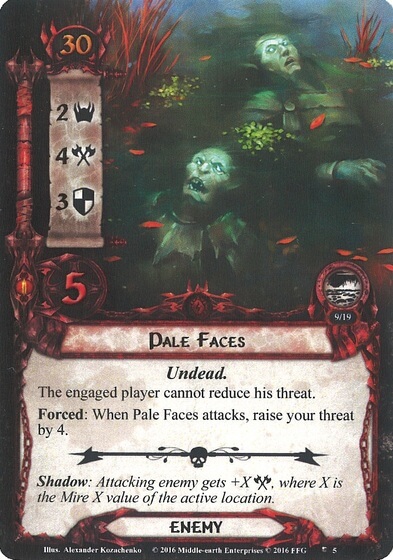 30
2
4
3
5
9/19
PALE FACES
Undead.
The engaged player cannot reduce his threat.
Forced: When Pale Faces attacks, raise your threat
by 4.
Shadow: Attacking enemy gets +X, where X is
the Mire X value of the active location.
ENEMY
Illus. Alexander Kozachenko © 2016 Middle-earth Enterprises © 2016 FFG 5